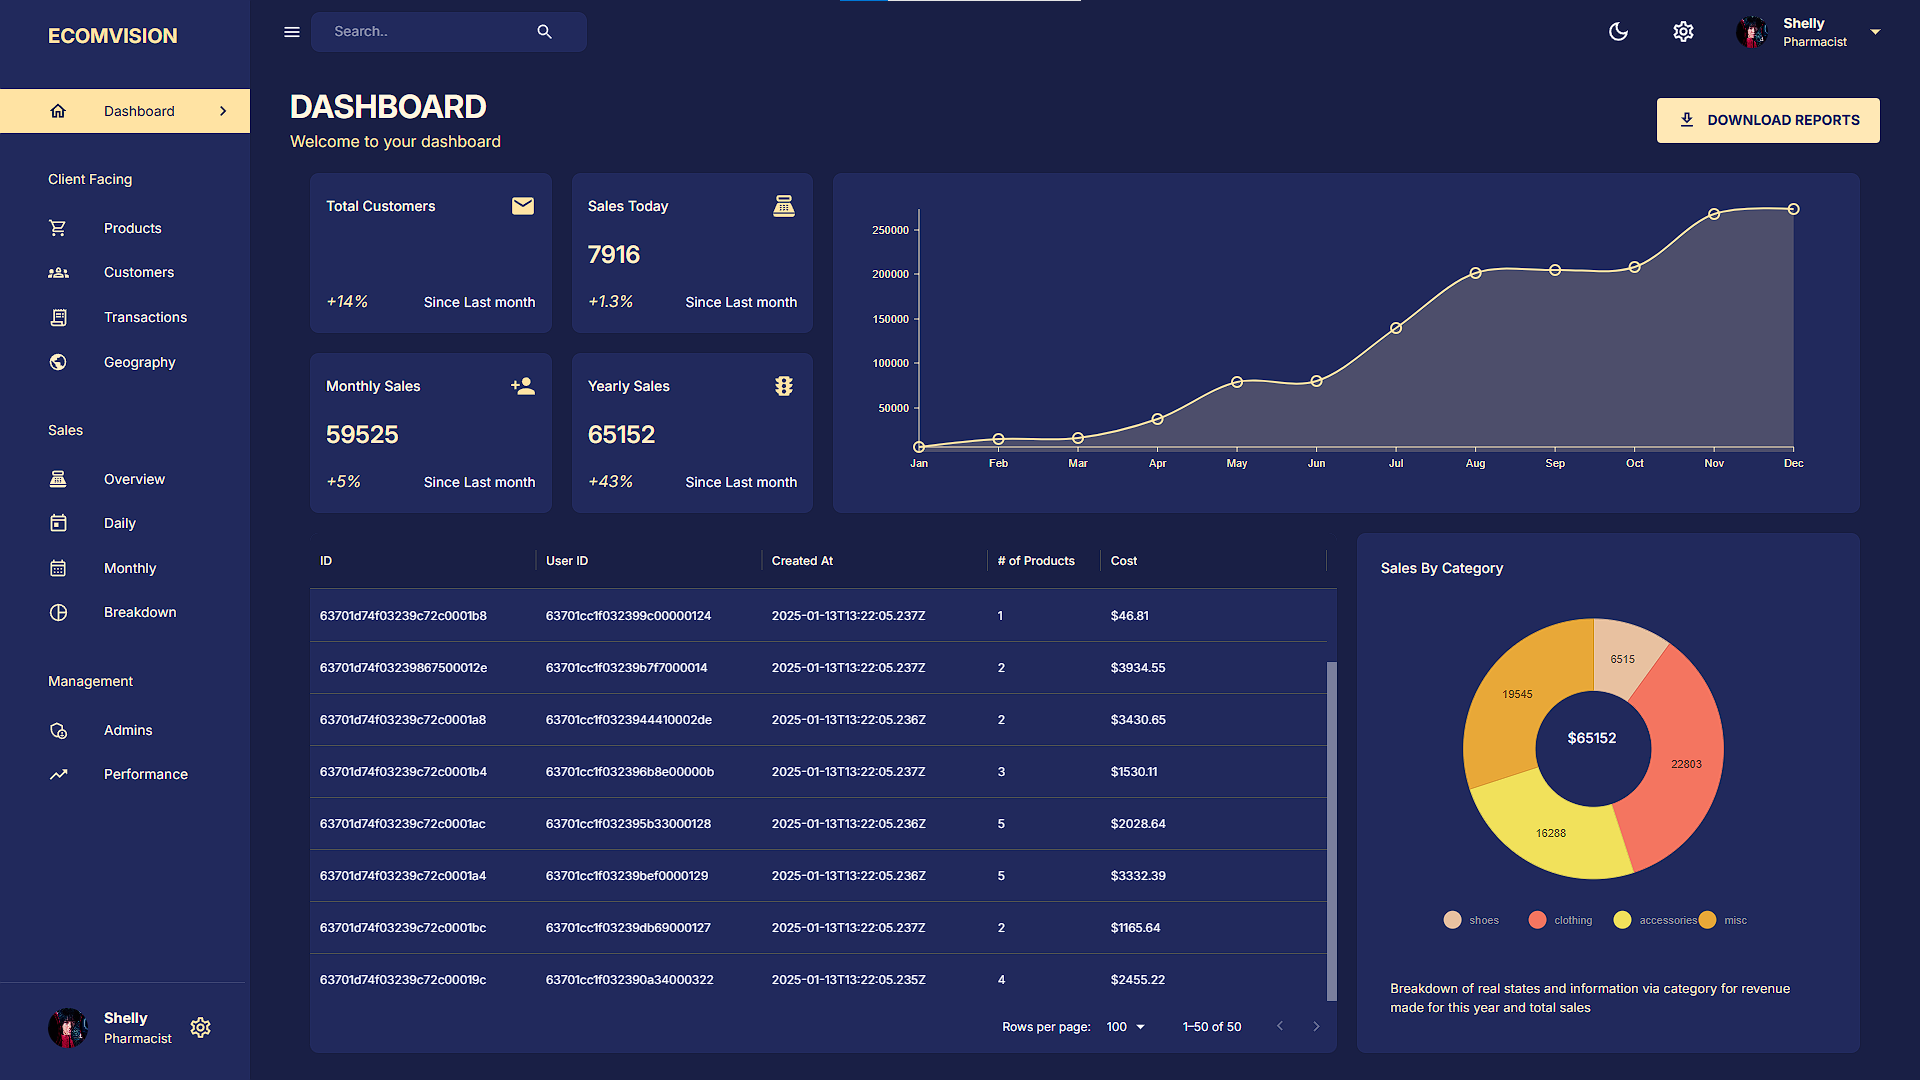 ECOMVISION
Search..
Shelly
Pharmacist
Dashboard
Client Facing
Products
Customers
Transactions
Geography
Sales
Overview
Daily
Monthly
Breakdown
Management
Admins
Performance
Shelly
Pharmacist
DASHBOARD
Welcome to your dashboard
DOWNLOAD REPORTS
Total Customers
+14% Since Last month
Sales Today
7916
+1.3% Since Last month
Monthly Sales
59525
+5% Since Last month
Yearly Sales
65152
+43% Since Last month
250000
200000
150000
100000
50000
Jan Feb Mar Apr May Jun Jul Aug Sep Oct Nov Dec
ID User ID Created At # of Products Cost
63701d74f03239c72c0001b8 63701cc1f032399c00000124 2025-01-13T13:22:05.237Z 1 $46.81
63701d74f03239867500012e 63701cc1f03239b7f7000014 2025-01-13T13:22:05.237Z 2 $3934.55
63701d74f03239c72c0001a8 63701cc1f0323944410002de 2025-01-13T13:22:05.236Z 2 $3430.65
63701d74f03239c72c0001b4 63701cc1f032396b8e00000b 2025-01-13T13:22:05.237Z 3 $1530.11
63701d74f03239c72c0001ac 63701cc1f032395b33000128 2025-01-13T13:22:05.236Z 5 $2028.64
63701d74f03239c72c0001a4 63701cc1f03239bef0000129 2025-01-13T13:22:05.236Z 5 $3332.39
63701d74f03239c72c0001bc 63701cc1f03239db69000127 2025-01-13T13:22:05.237Z 2 $1165.64
63701d74f03239c72c00019c 63701cc1f032390a34000322 2025-01-13T13:22:05.235Z 4 $2455.22
Rows per page: 100 1–50 of 50
Sales By Category
6515
19545
$65152
22803
16288
shoes clothing accessories misc
Breakdown of real states and information via category for revenue
made for this year and total sales